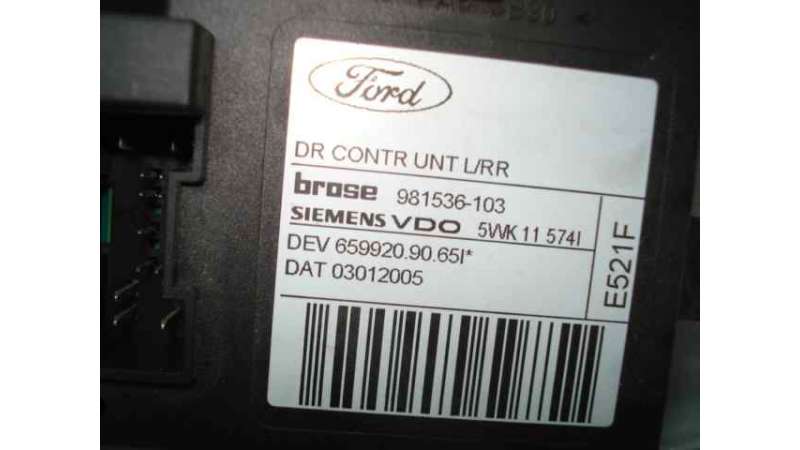 Ford
DR CONTR UNT L/RR
brose 981536-103
SIEMENS VDO 5WK 11 574I
DEV 659920.90.65I*
DAT 03012005
E521F